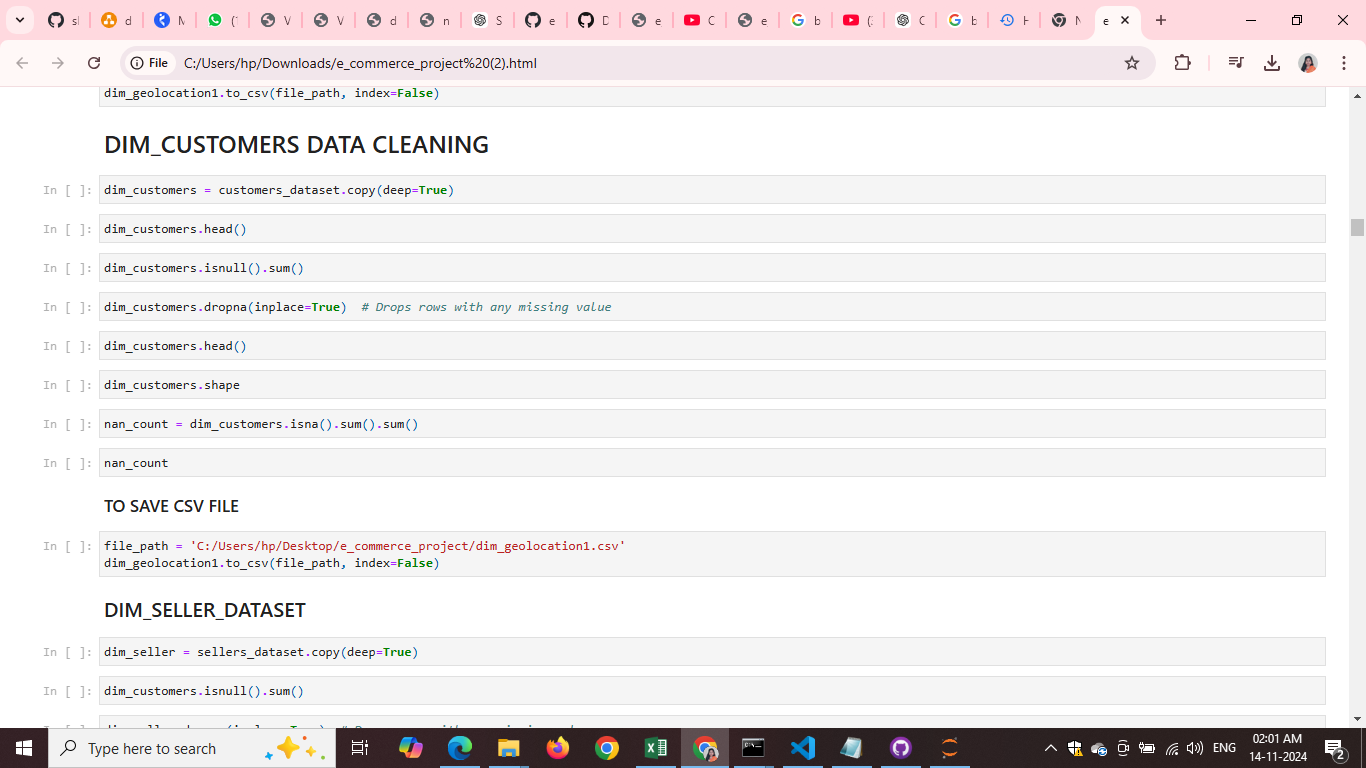 sl
d
M
(1
V
V
d
n
S
e
D
e
C
e
b
(2
C
b
H
N
e
File
C:/Users/hp/Downloads/e_commerce_project%20(2).html
dim_geolocation1.to_csv(file_path, index=False)
DIM_CUSTOMERS DATA CLEANING
In [ ]: dim_customers = customers_dataset.copy(deep=True)
In [ ]: dim_customers.head()
In [ ]: dim_customers.isnull().sum()
In [ ]: dim_customers.dropna(inplace=True)  # Drops rows with any missing value
In [ ]: dim_customers.head()
In [ ]: dim_customers.shape
In [ ]: nan_count = dim_customers.isna().sum().sum()
In [ ]: nan_count
TO SAVE CSV FILE
In [ ]: file_path = 'C:/Users/hp/Desktop/e_commerce_project/dim_geolocation1.csv'
dim_geolocation1.to_csv(file_path, index=False)
DIM_SELLER_DATASET
In [ ]: dim_seller = sellers_dataset.copy(deep=True)
In [ ]: dim_customers.isnull().sum()
Type here to search
ENG
02:01 AM
14-11-2024
2